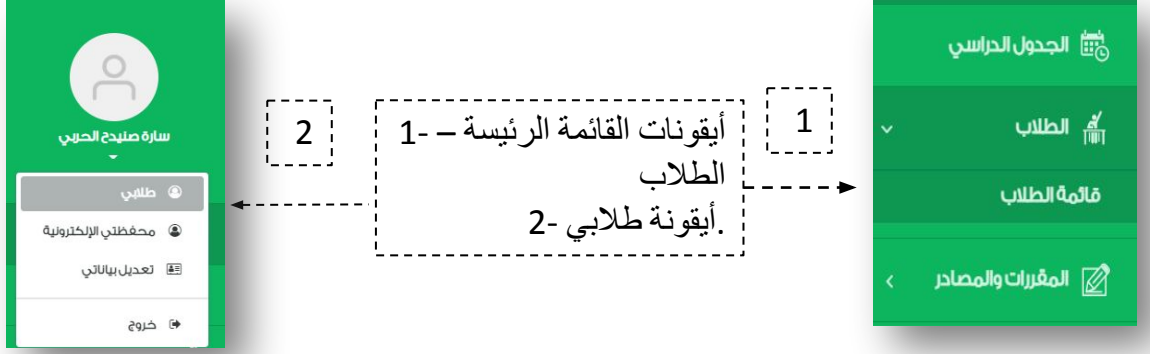 الجدول الدراسي
الطلاب
قائمة الطلاب
المقررات والمصادر
1
أيقونات القائمة الرئيسة – -1
الطلاب
.أيقونة طلابي -2
2
سارة صنيدح الحربي
طلابي
محفظتي الإلكترونية
تعديل بياناتي
خروج